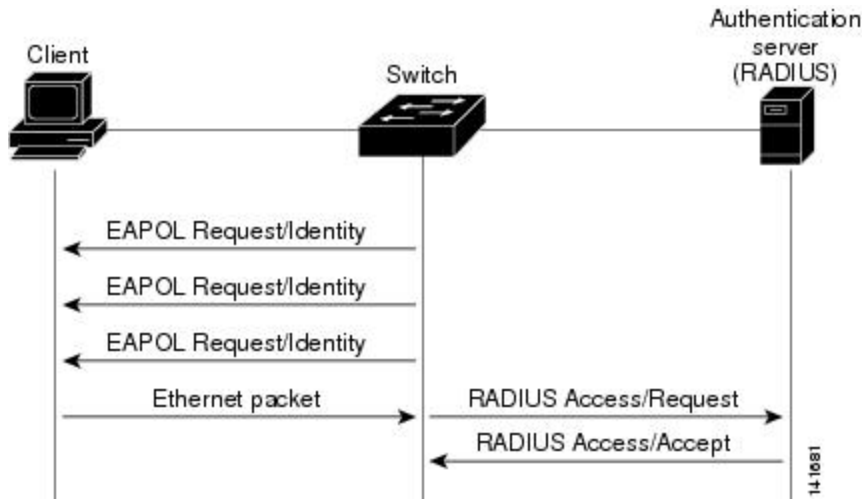 Client
Switch
Authentication
server
(RADIUS)
EAPOL Request/Identity
EAPOL Request/Identity
EAPOL Request/Identity
Ethernet packet
RADIUS Access/Request
RADIUS Access/Accept
141681